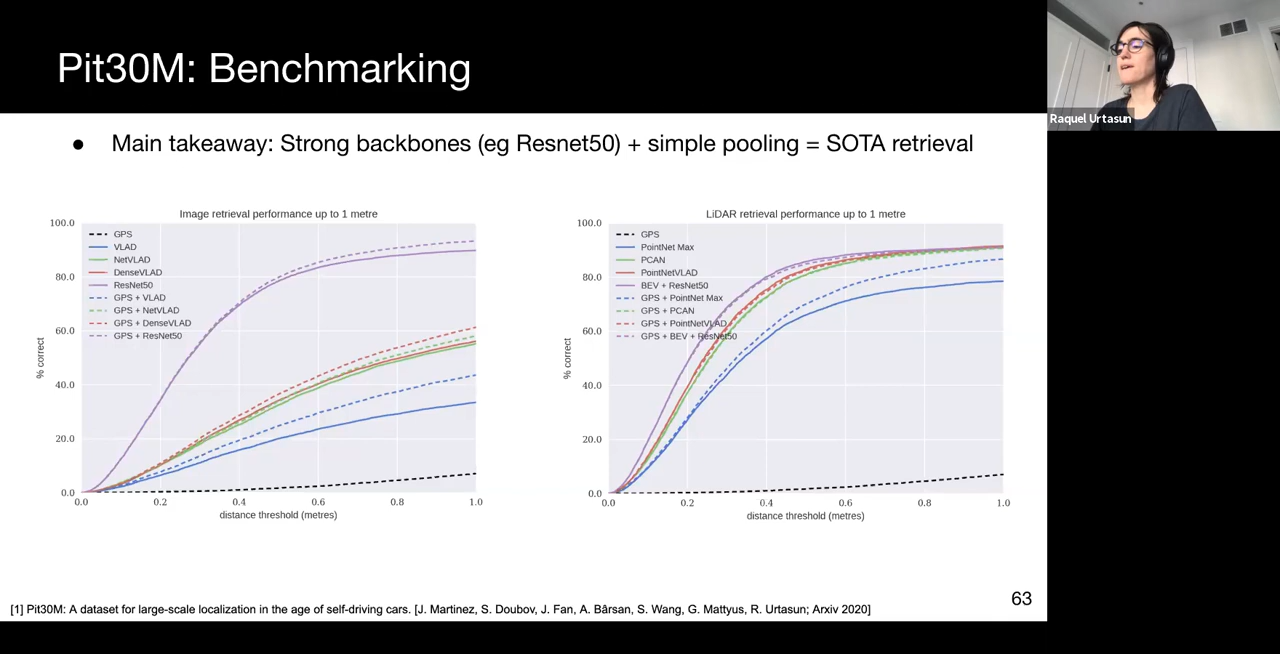 Pit30M: Benchmarking
Raquel Urtasun
● Main takeaway: Strong backbones (eg Resnet50) + simple pooling = SOTA retrieval
Image retrieval performance up to 1 metre
100.0
80.0
60.0
40.0
20.0
0.0
% correct
GPS
VLAD
NetVLAD
DenseVLAD
ResNet50
GPS + VLAD
GPS + NetVLAD
GPS + DenseVLAD
GPS + ResNet50
0.0 0.2 0.4 0.6 0.8 1.0
distance threshold (metres)
LiDAR retrieval performance up to 1 metre
100.0
80.0
60.0
40.0
20.0
0.0
% correct
GPS
PointNet Max
PCAN
PointNetVLAD
BEV + ResNet50
GPS + PointNet Max
GPS + PCAN
GPS + PointNetVLAD
GPS + BEV + ResNet50
0.0 0.2 0.4 0.6 0.8 1.0
distance threshold (metres)
63
[1] Pit30M: A dataset for large-scale localization in the age of self-driving cars. [J. Martinez, S. Doubov, J. Fan, A. Bârsan, S. Wang, G. Mattyus, R. Urtasun; Arxiv 2020]